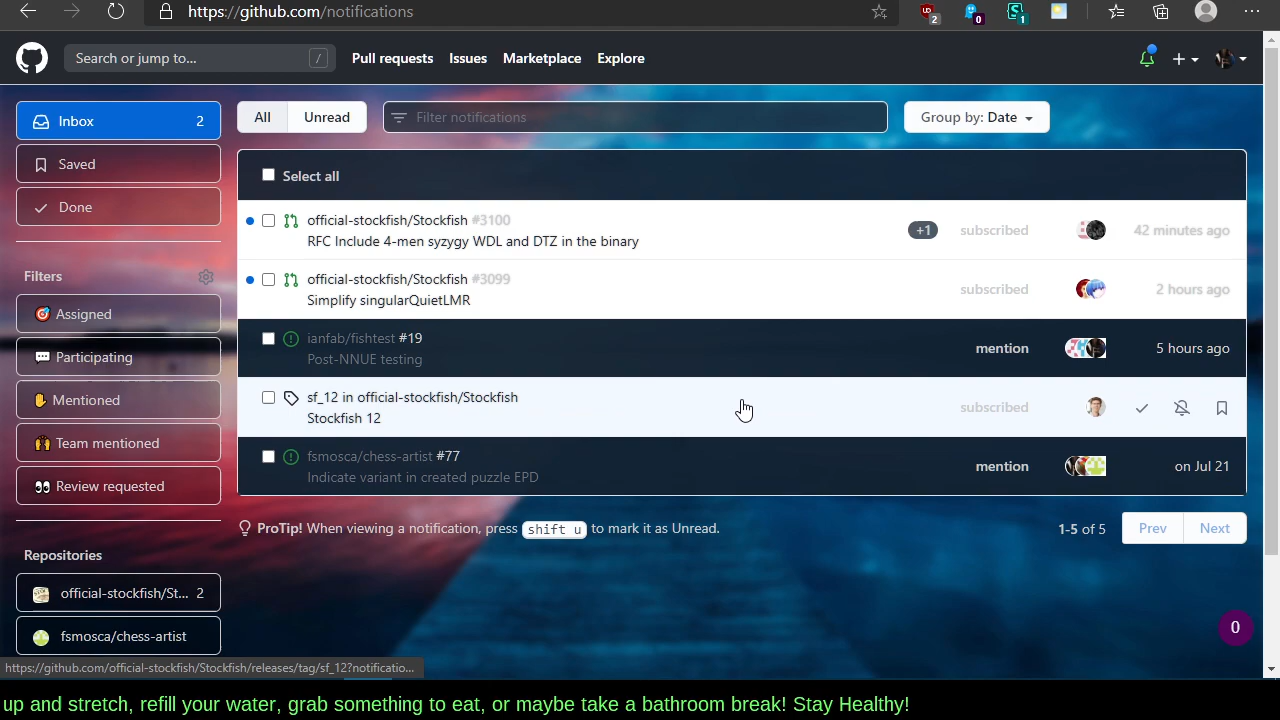 https://github.com/notifications
2
0
1
Search or jump to... /
Pull requests Issues Marketplace Explore
Inbox 2
Saved
Done
Filters
Assigned
Participating
Mentioned
Team mentioned
Review requested
Repositories
official-stockfish/St... 2
fsmosca/chess-artist
All Unread
Filter notifications
Group by: Date
Select all
official-stockfish/Stockfish #3100
RFC Include 4-men syzygy WDL and DTZ in the binary
+1 subscribed 42 minutes ago
official-stockfish/Stockfish #3099
Simplify singularQuietLMR
subscribed 2 hours ago
ianfab/fishtest #19
Post-NNUE testing
mention 5 hours ago
sf_12 in official-stockfish/Stockfish
Stockfish 12
subscribed
fsmosca/chess-artist #77
Indicate variant in created puzzle EPD
mention on Jul 21
ProTip! When viewing a notification, press shift u to mark it as Unread.
1-5 of 5 Prev Next
0
https://github.com/official-stockfish/Stockfish/releases/tag/sf_12?notificatio...
up and stretch, refill your water, grab something to eat, or maybe take a bathroom break! Stay Healthy!